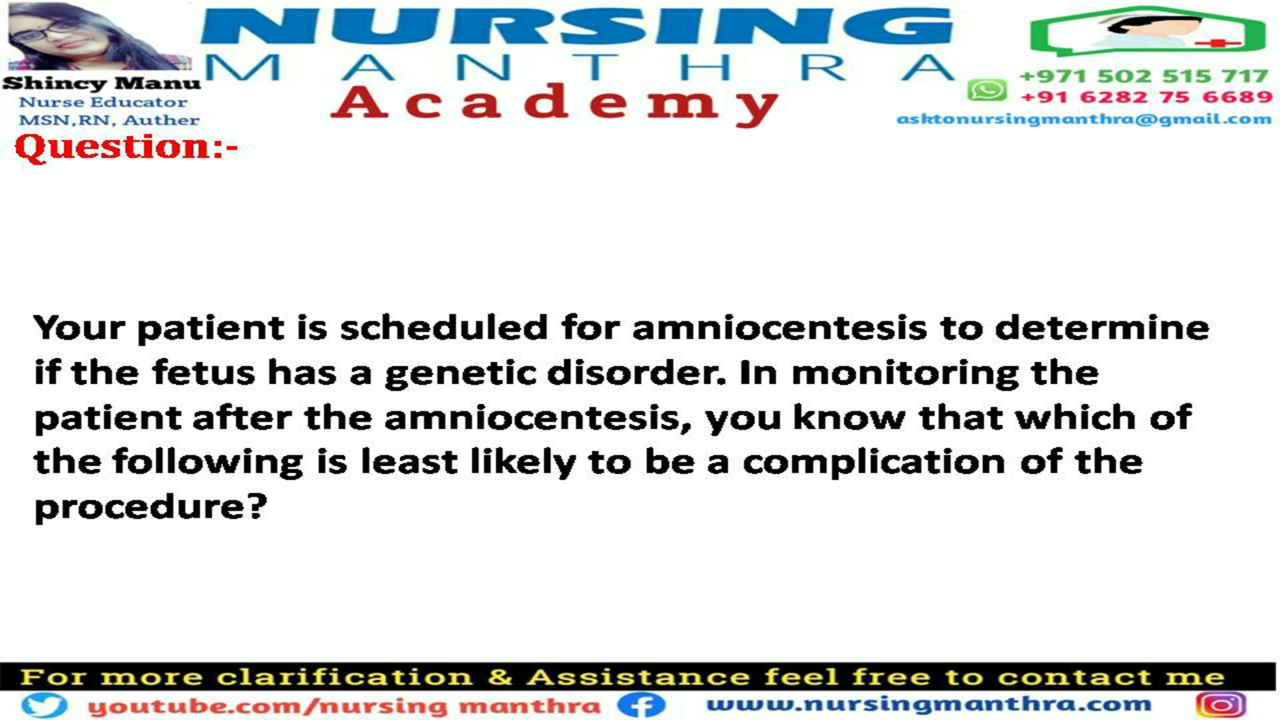 NURSING
MANTHRA
Academy
Shincy Manu
Nurse Educator
MSN,RN, Auther
+971 502 515 717
+91 6282 75 6689
asktonursingmanthra@gmail.com
Question:-
Your patient is scheduled for amniocentesis to determine
if the fetus has a genetic disorder. In monitoring the
patient after the amniocentesis, you know that which of
the following is least likely to be a complication of the
procedure?
For more clarification & Assistance feel free to contact me
youtube.com/nursing manthra
www.nursingmanthra.com